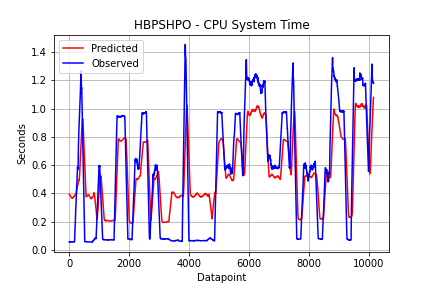 HBPSHPO - CPU System Time
Predicted
Observed
Seconds
1.4
1.2
1.0
0.8
0.6
0.4
0.2
0.0
0 2000 4000 6000 8000 10000
Datapoint